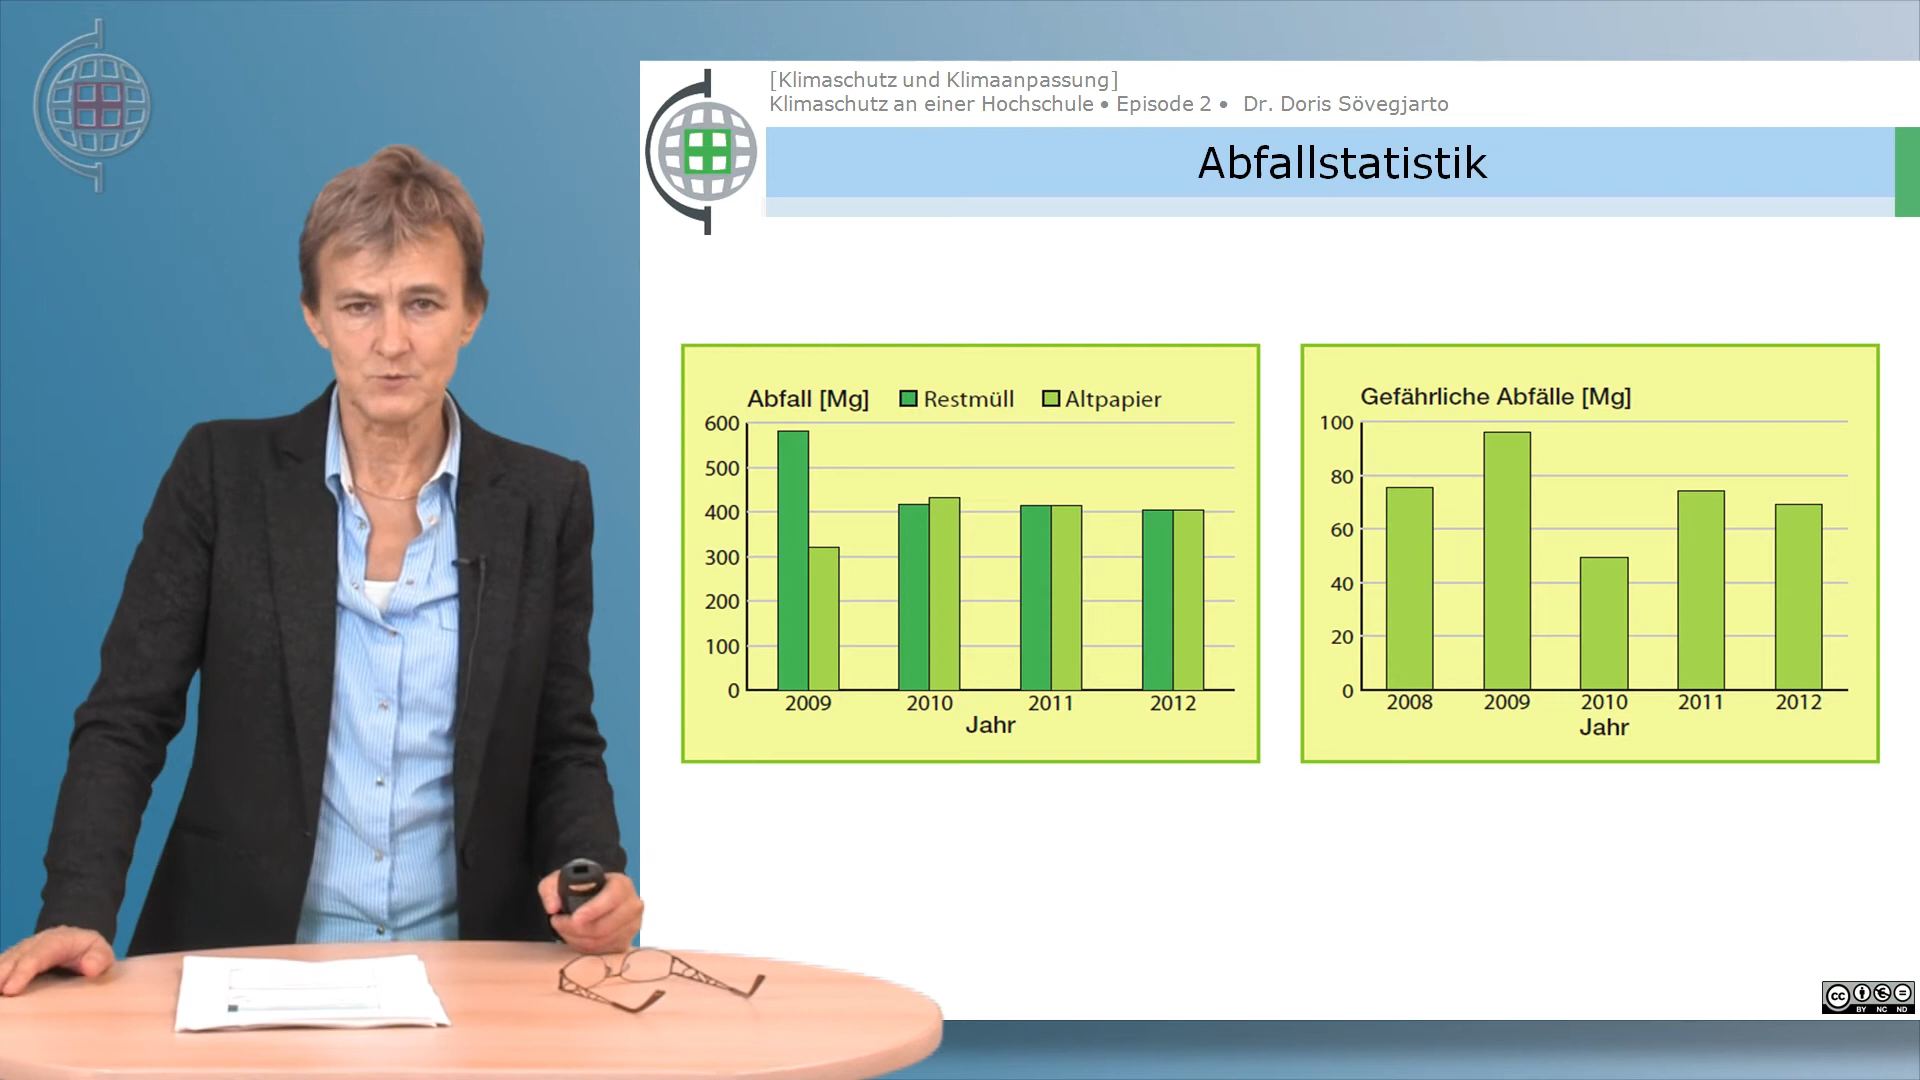 [Klimaschutz und Klimaanpassung]
Klimaschutz an einer Hochschule • Episode 2 • Dr. Doris Sövegjarto
Abfallstatistik
Abfall [Mg] Restmüll Altpapier
600
500
400
300
200
100
0
2009 2010 2011 2012
Jahr
Gefährliche Abfälle [Mg]
100
80
60
40
20
0
2008 2009 2010 2011 2012
Jahr
cc
BY NC ND